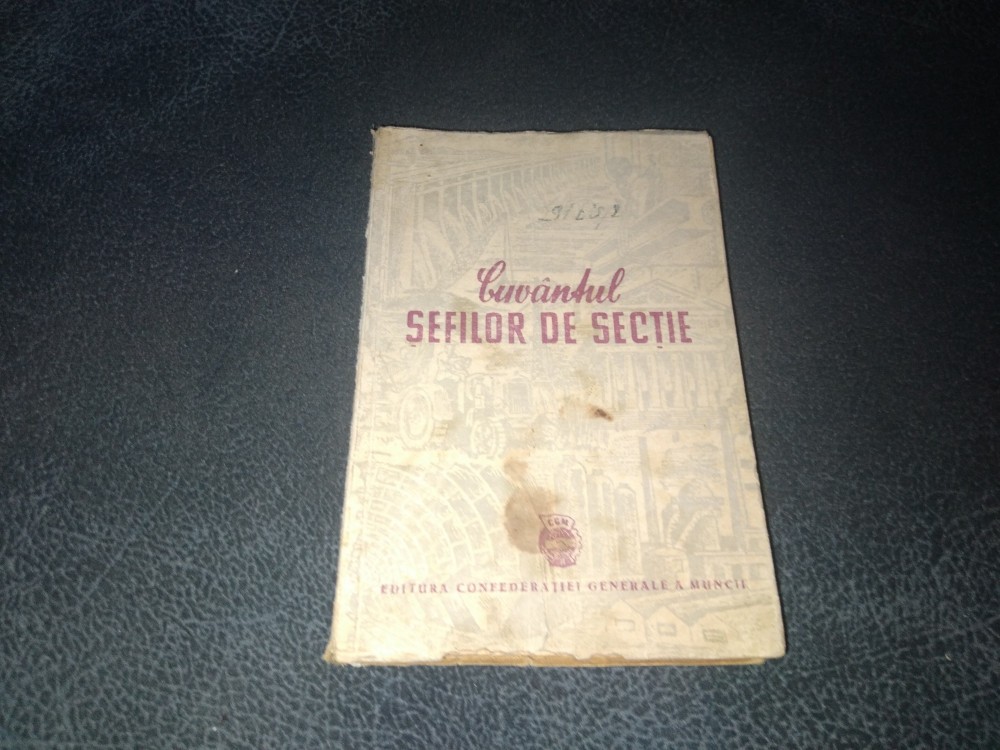 Cuvântul
ȘEFILOR DE SECȚIE
CGM
EDITURA CONFEDERAȚIEI GENERALE A MUNCII